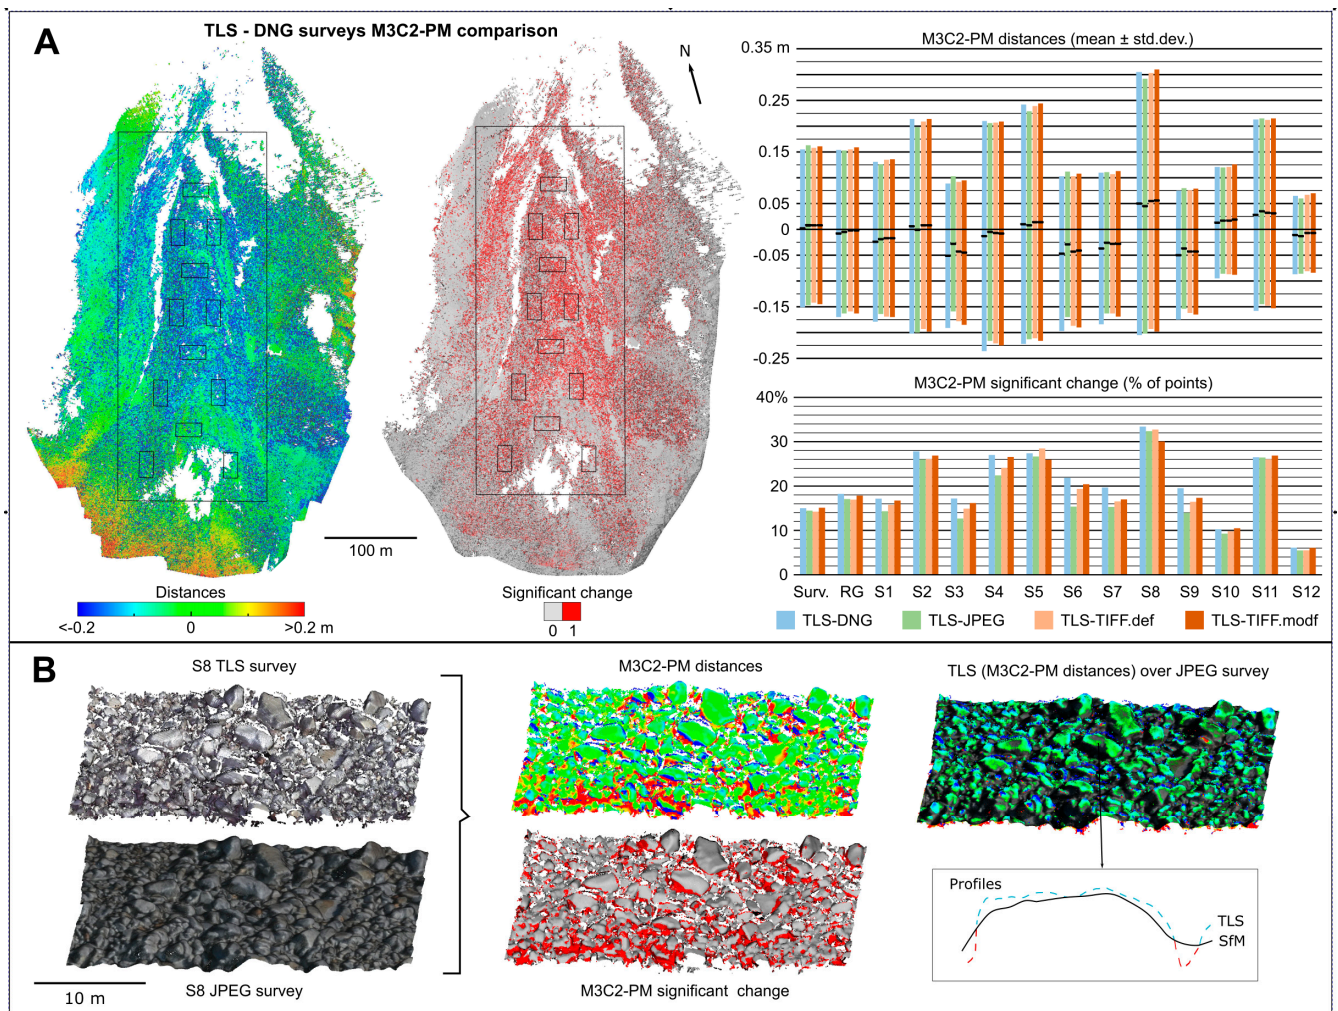 A
TLS - DNG surveys M3C2-PM comparison
N
100 m
Distances
<-0.2 0 >0.2 m
Significant change
0 1
M3C2-PM distances (mean ± std.dev.)
0.35 m
0.25
0.15
0.05
0
-0.05
-0.15
-0.25
M3C2-PM significant change (% of points)
40%
30
20
10
0
Surv. RG S1 S2 S3 S4 S5 S6 S7 S8 S9 S10 S11 S12
TLS-DNG TLS-JPEG TLS-TIFF.def TLS-TIFF.modf
B
S8 TLS survey
S8 JPEG survey
10 m
M3C2-PM distances
M3C2-PM significant change
TLS (M3C2-PM distances) over JPEG survey
Profiles
TLS
SfM